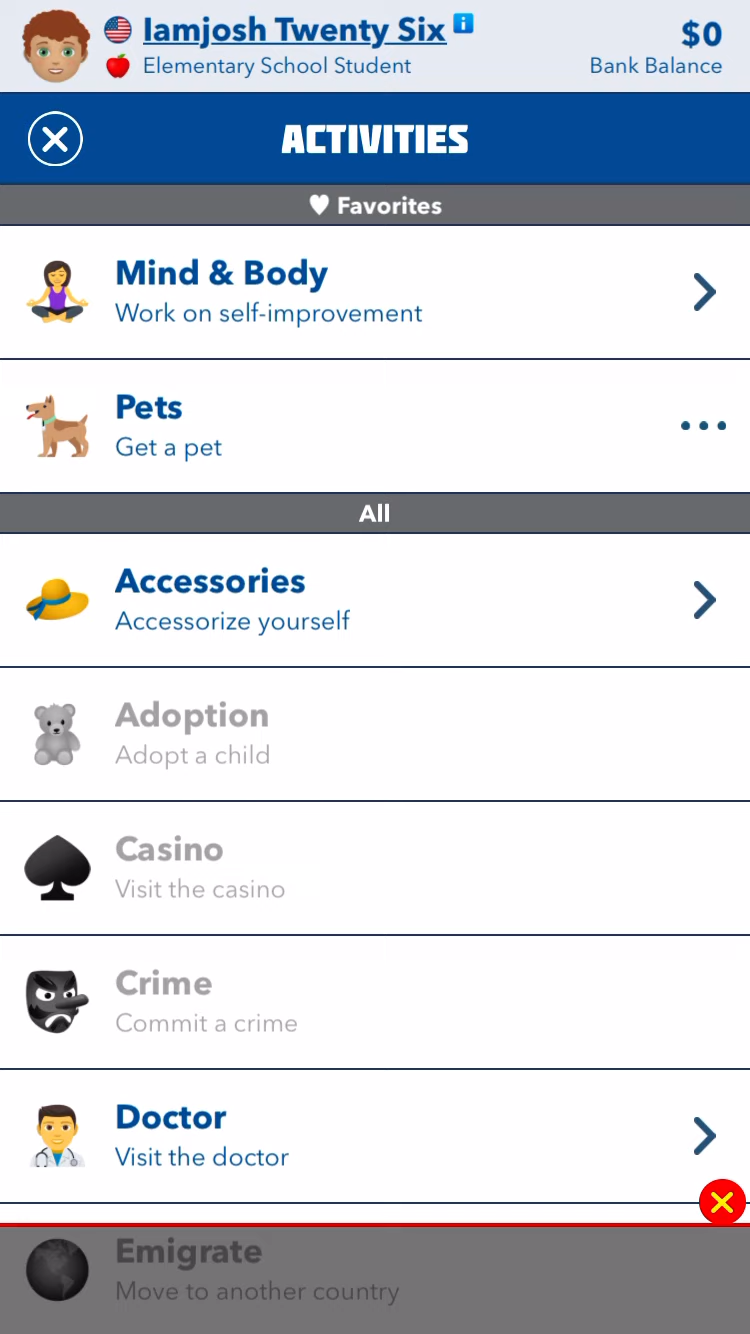 Iamjosh Twenty Six i
$0
Elementary School Student
Bank Balance
ACTIVITIES
Favorites
Mind & Body
Work on self-improvement
Pets
Get a pet
All
Accessories
Accessorize yourself
Adoption
Adopt a child
Casino
Visit the casino
Crime
Commit a crime
Doctor
Visit the doctor
Emigrate
Move to another country